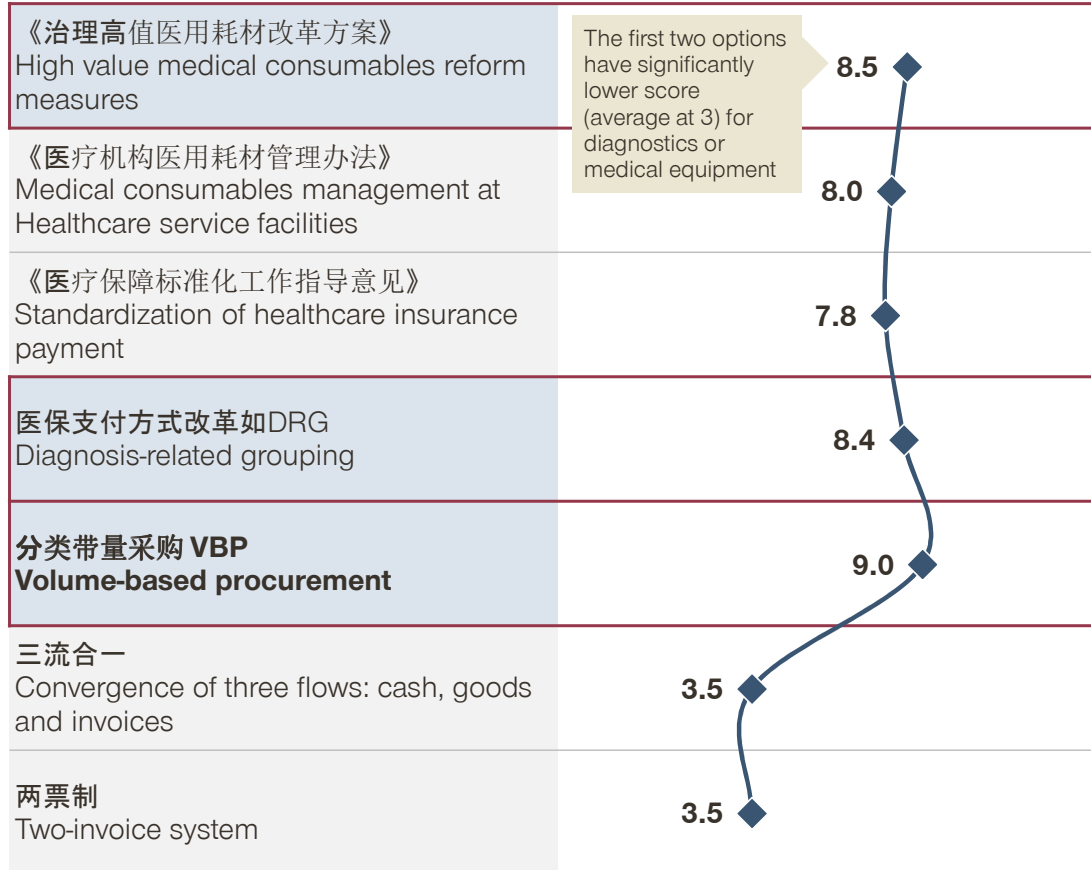 《治理高值医用耗材改革方案》
High value medical consumables reform
measures
The first two options
have significantly
lower score
(average at 3) for
diagnostics or
medical equipment
8.5
《医疗机构医用耗材管理办法》
Medical consumables management at
Healthcare service facilities
8.0
《医疗保障标准化工作指导意见》
Standardization of healthcare insurance
payment
7.8
医保支付方式改革如DRG
Diagnosis-related grouping
8.4
分类带量采购 VBP
Volume-based procurement
9.0
三流合一
Convergence of three flows: cash, goods
and invoices
3.5
两票制
Two-invoice system
3.5